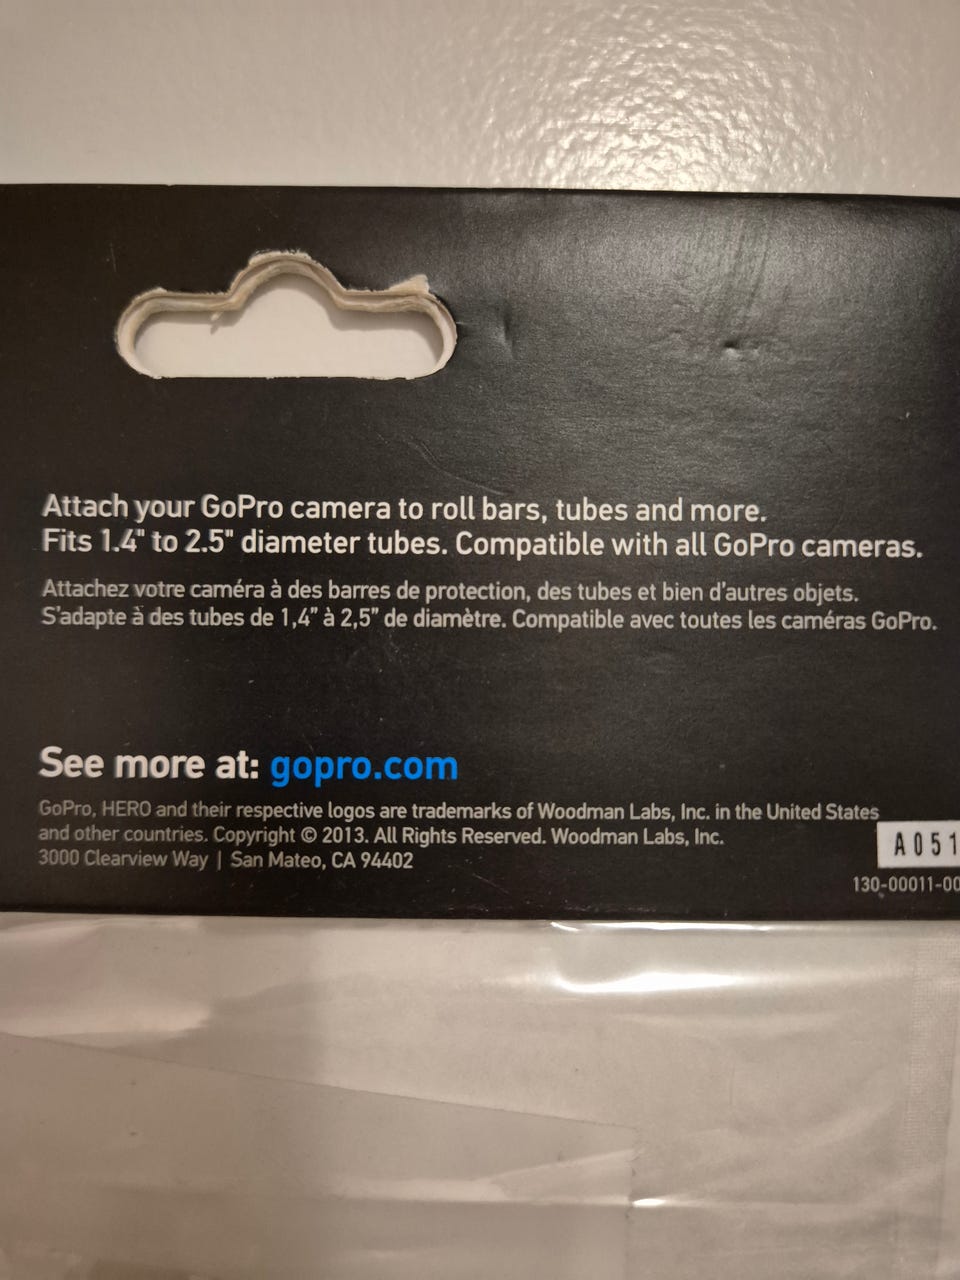 Attach your GoPro camera to roll bars, tubes and more.
Fits 1.4" to 2.5" diameter tubes. Compatible with all GoPro cameras.
Attachez votre caméra à des barres de protection, des tubes et bien d'autres objets.
S'adapte à des tubes de 1,4" à 2,5" de diamètre. Compatible avec toutes les caméras GoPro.
See more at: gopro.com
GoPro, HERO and their respective logos are trademarks of Woodman Labs, Inc. in the United States
and other countries. Copyright © 2013. All Rights Reserved. Woodman Labs, Inc.
3000 Clearview Way | San Mateo, CA 94402
A051
130-00011-00